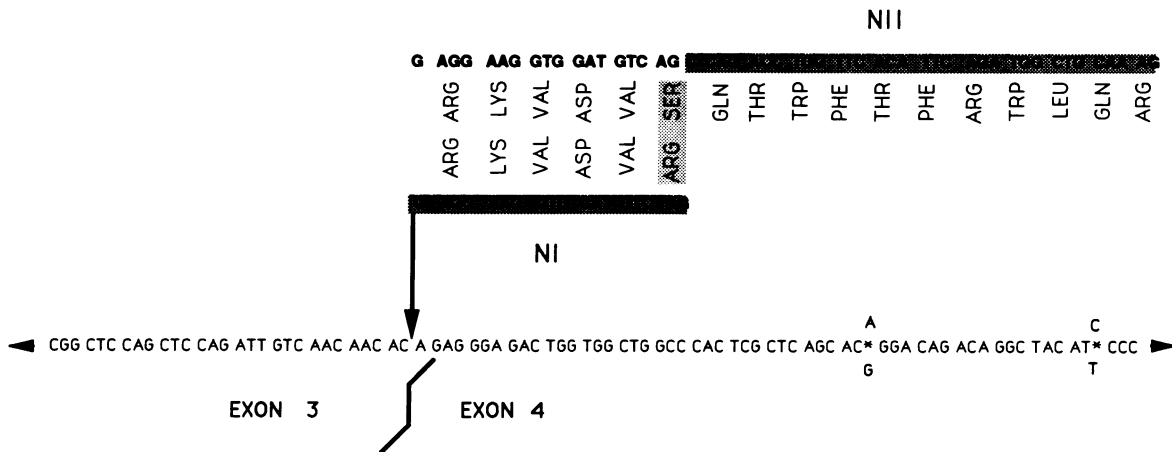 NII
G AGG AAG GTG GAT GTC AG
ARG LYS VAL ASP VAL SER GLN THR TRP PHE THR PHE ARG TRP LEU GLN ARG
ARG LYS VAL ASP VAL ARG
NI
A C
CGG CTC CAG CTC CAG ATT GTC AAC AAC ACA GAG GGA GAC TGG TGG CTG GCC CAC TCG CTC AGC AC* GGA CAG ACA GGC TAC AT* CCC
G T
EXON 3 EXON 4